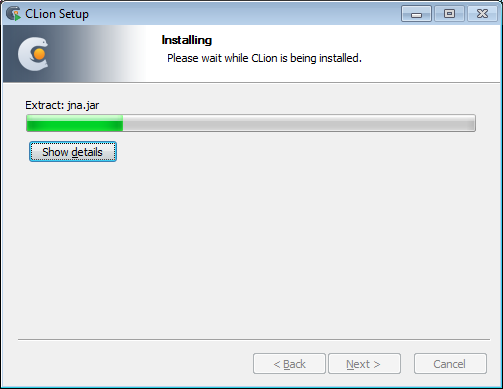 CLion Setup
Installing
Please wait while CLion is being installed.
Extract: jna.jar
Show details
< Back
Next >
Cancel